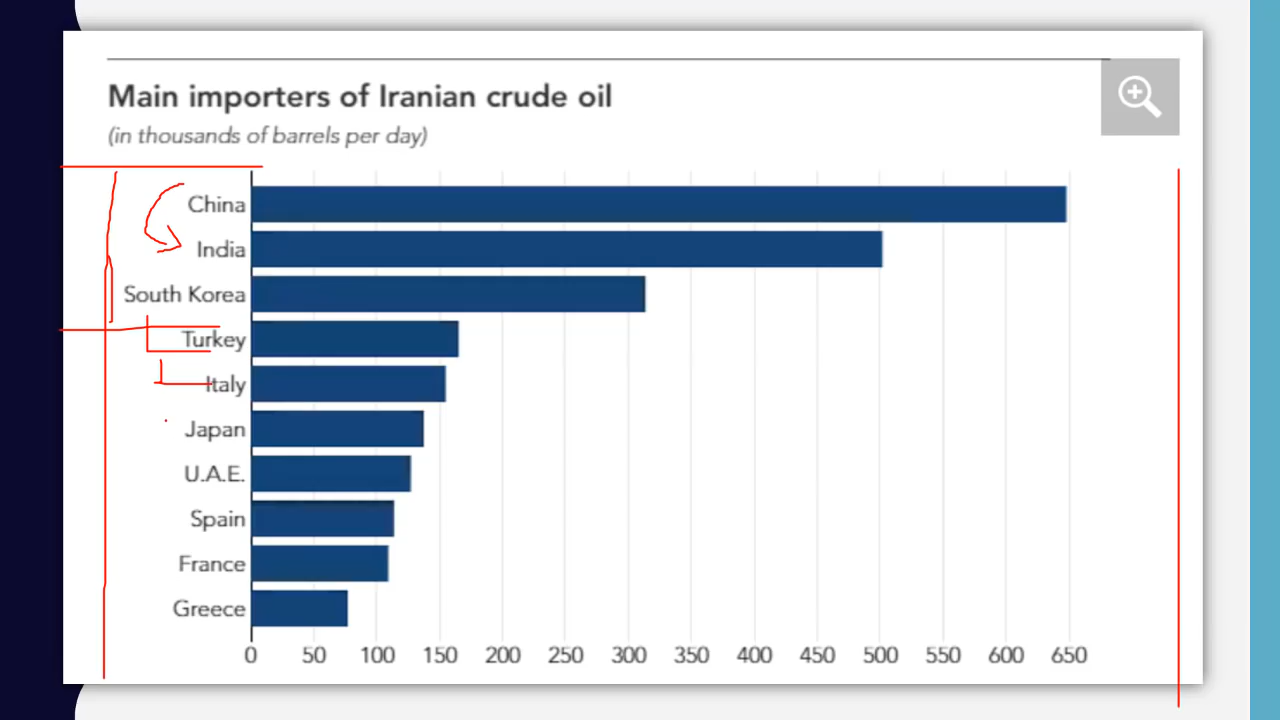 Main importers of Iranian crude oil
(in thousands of barrels per day)
China
India
South Korea
Turkey
Italy
Japan
U.A.E.
Spain
France
Greece
0 50 100 150 200 250 300 350 400 450 500 550 600 650